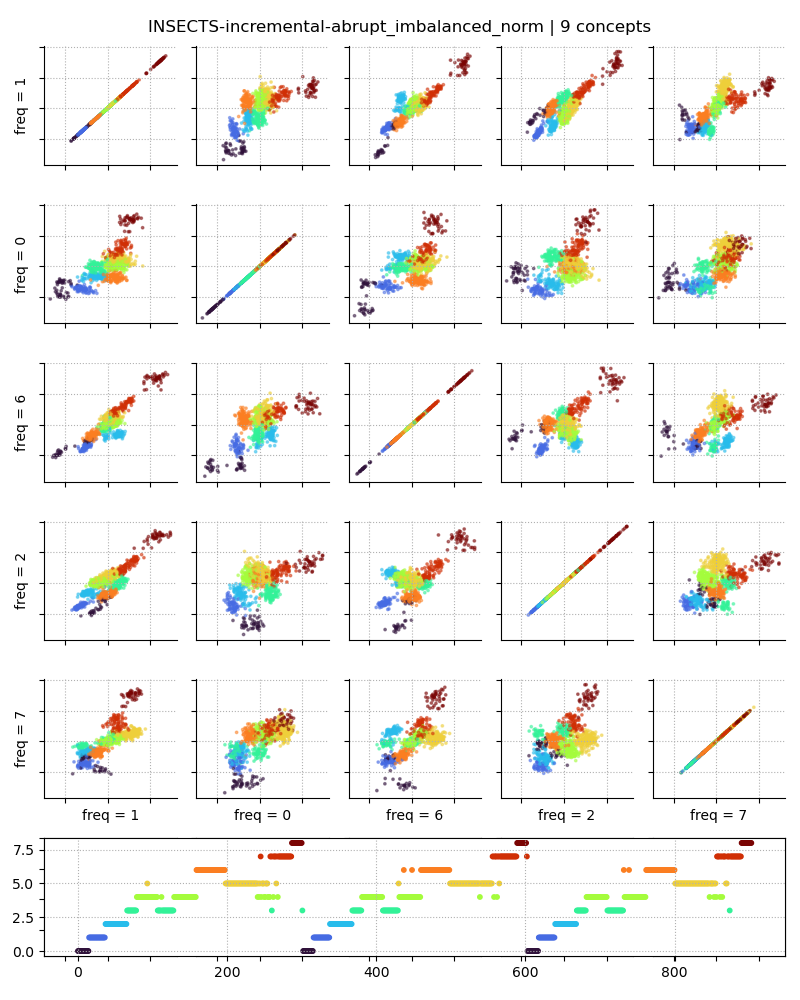 INSECTS-incremental-abrupt_imbalanced_norm | 9 concepts
freq = 1
freq = 0
freq = 6
freq = 2
freq = 7
freq = 1 freq = 0 freq = 6 freq = 2 freq = 7
7.5
5.0
2.5
0.0
0 200 400 600 800